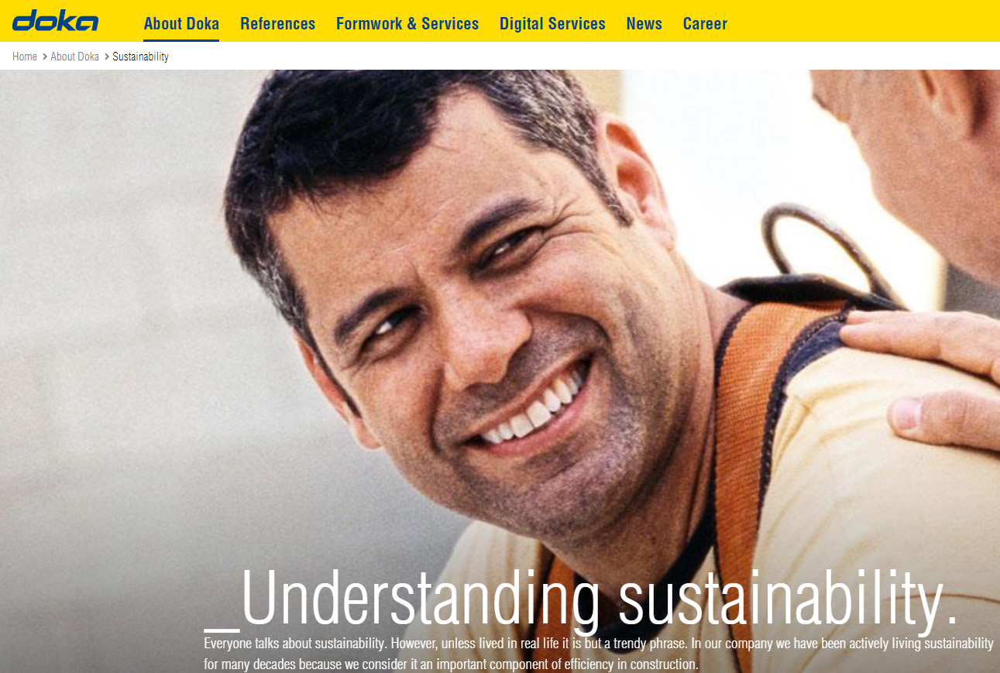 doka About Doka References Formwork & Services Digital Services News Career
Home > About Doka > Sustainability
_Understanding sustainability.
Everyone talks about sustainability. However, unless lived in real life it is but a trendy phrase. In our company we have been actively living sustainability
for many decades because we consider it an important component of efficiency in construction.